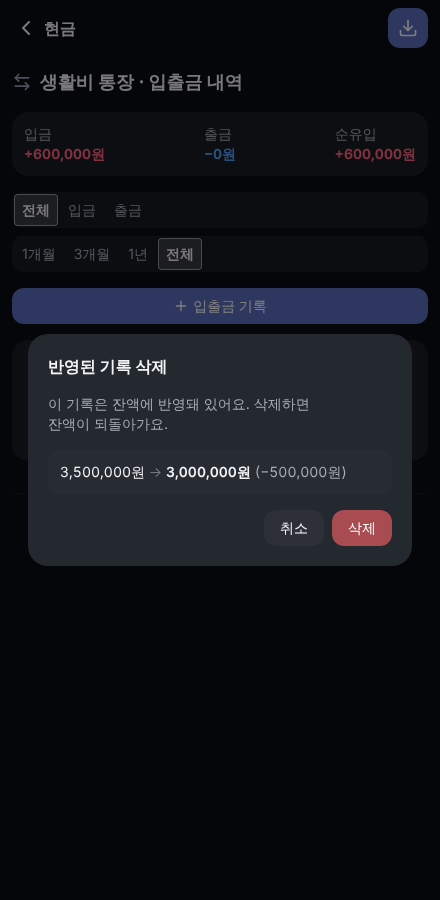 현금
생활비 통장 · 입출금 내역
입금 출금 순유입
+600,000원 −0원 +600,000원
전체 입금 출금
1개월 3개월 1년 전체
+ 입출금 기록
반영된 기록 삭제
이 기록은 잔액에 반영돼 있어요. 삭제하면
잔액이 되돌아가요.
3,500,000원 → 3,000,000원 (−500,000원)
취소 삭제